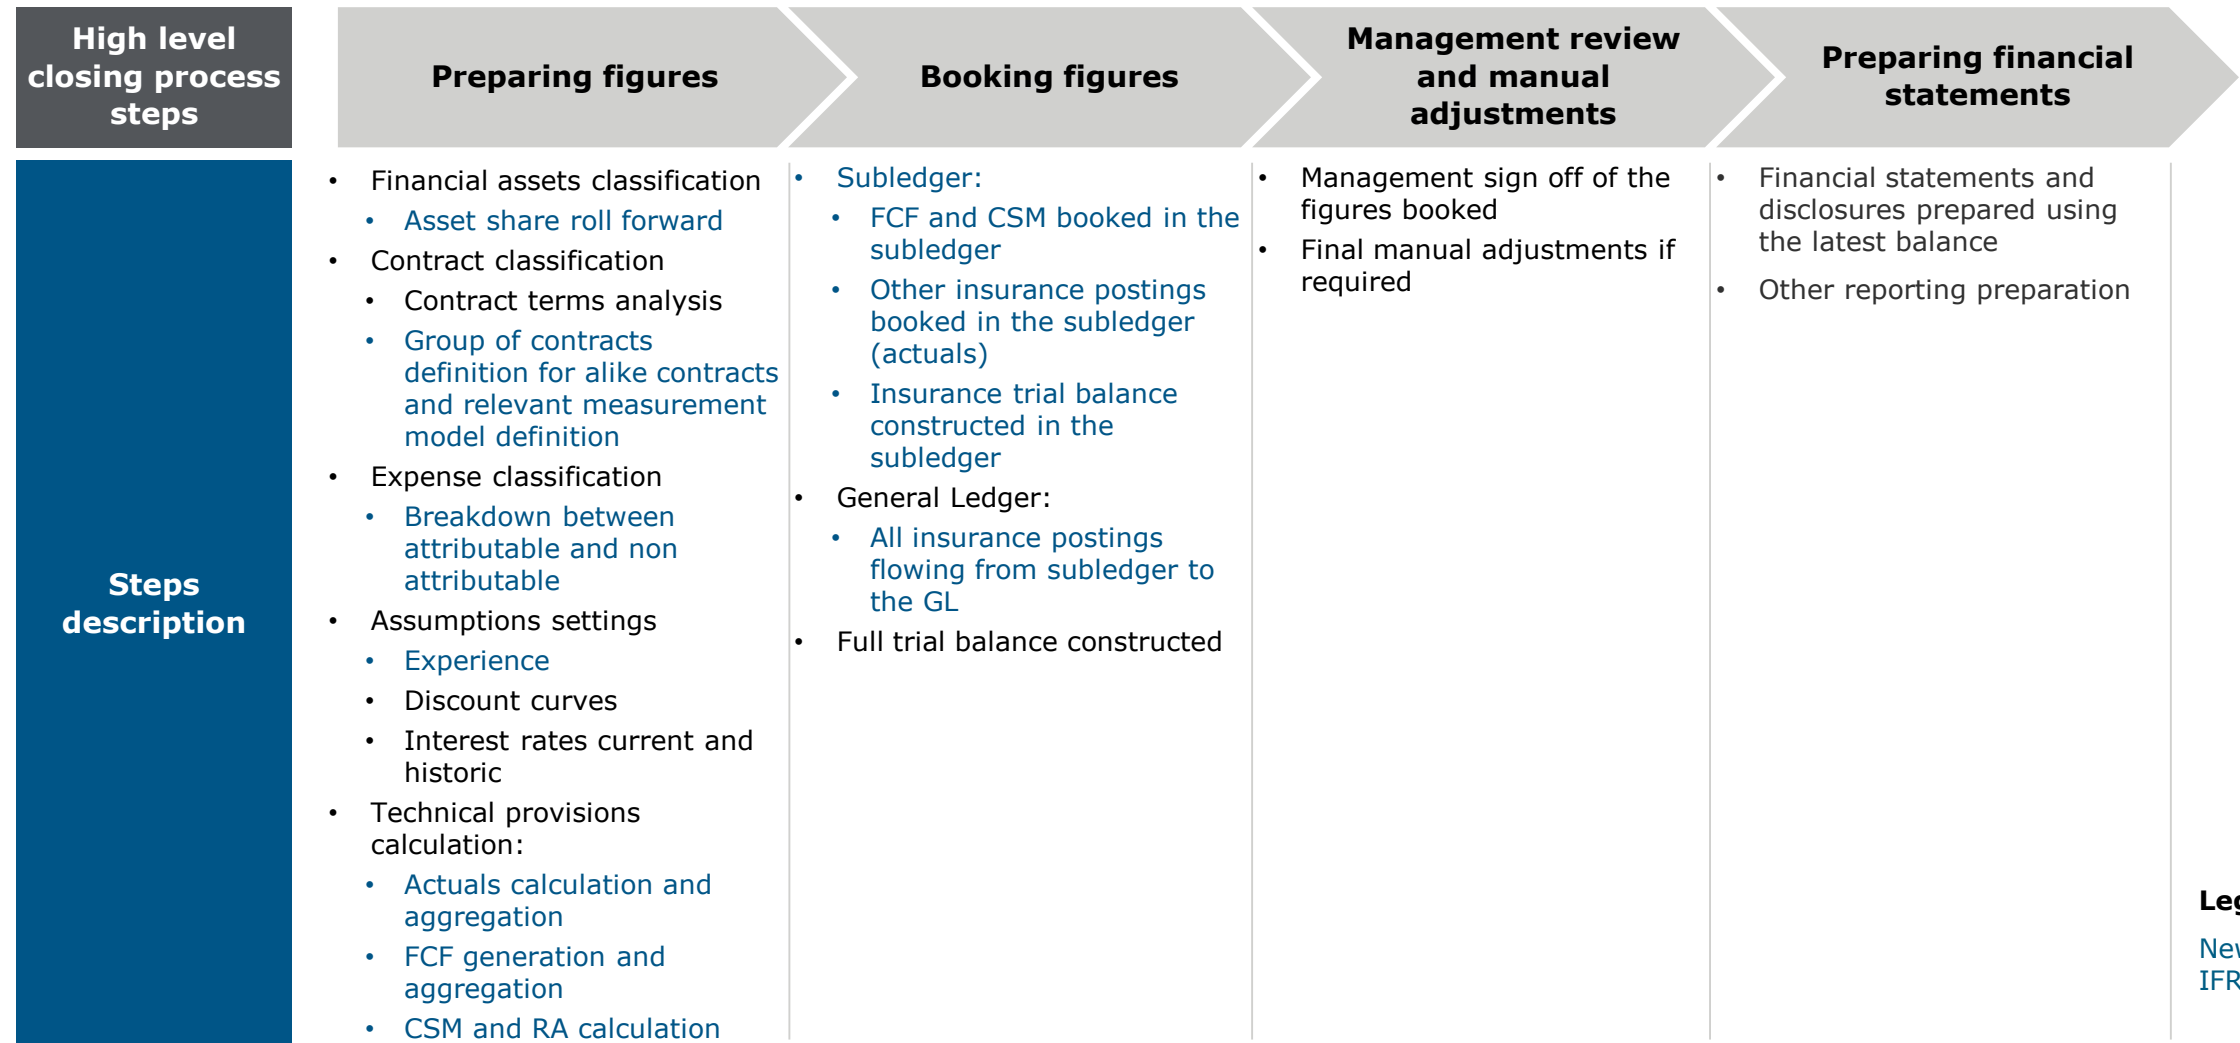 High level
closing process
steps
Preparing figures
Booking figures
Management review
and manual
adjustments
Preparing financial
statements
Steps
description
• Financial assets classification
• Asset share roll forward
• Contract classification
• Contract terms analysis
• Group of contracts
definition for alike contracts
and relevant measurement
model definition
• Expense classification
• Breakdown between
attributable and non
attributable
• Assumptions settings
• Experience
• Discount curves
• Interest rates current and
historic
• Technical provisions
calculation:
• Actuals calculation and
aggregation
• FCF generation and
aggregation
• CSM and RA calculation
• Subledger:
• FCF and CSM booked in the
subledger
• Other insurance postings
booked in the subledger
(actuals)
• Insurance trial balance
constructed in the
subledger
• General Ledger:
• All insurance postings
flowing from subledger to
the GL
• Full trial balance constructed
• Management sign off of the
figures booked
• Final manual adjustments if
required
• Financial statements and
disclosures prepared using
the latest balance
• Other reporting preparation